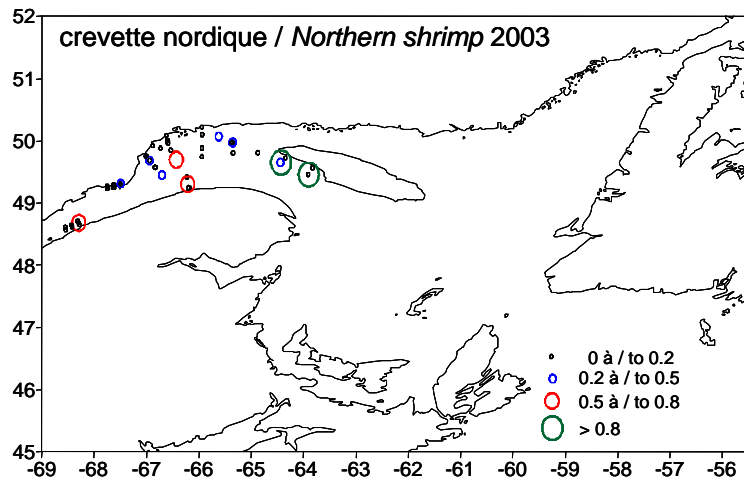 52
crevette nordique / Northern shrimp 2003
51
50
49
48
47
0 à / to 0.2
46
0.2 à / to 0.5
0.5 à / to 0.8
> 0.8
45
-69 -68 -67 -66 -65 -64 -63 -62 -61 -60 -59 -58 -57 -56